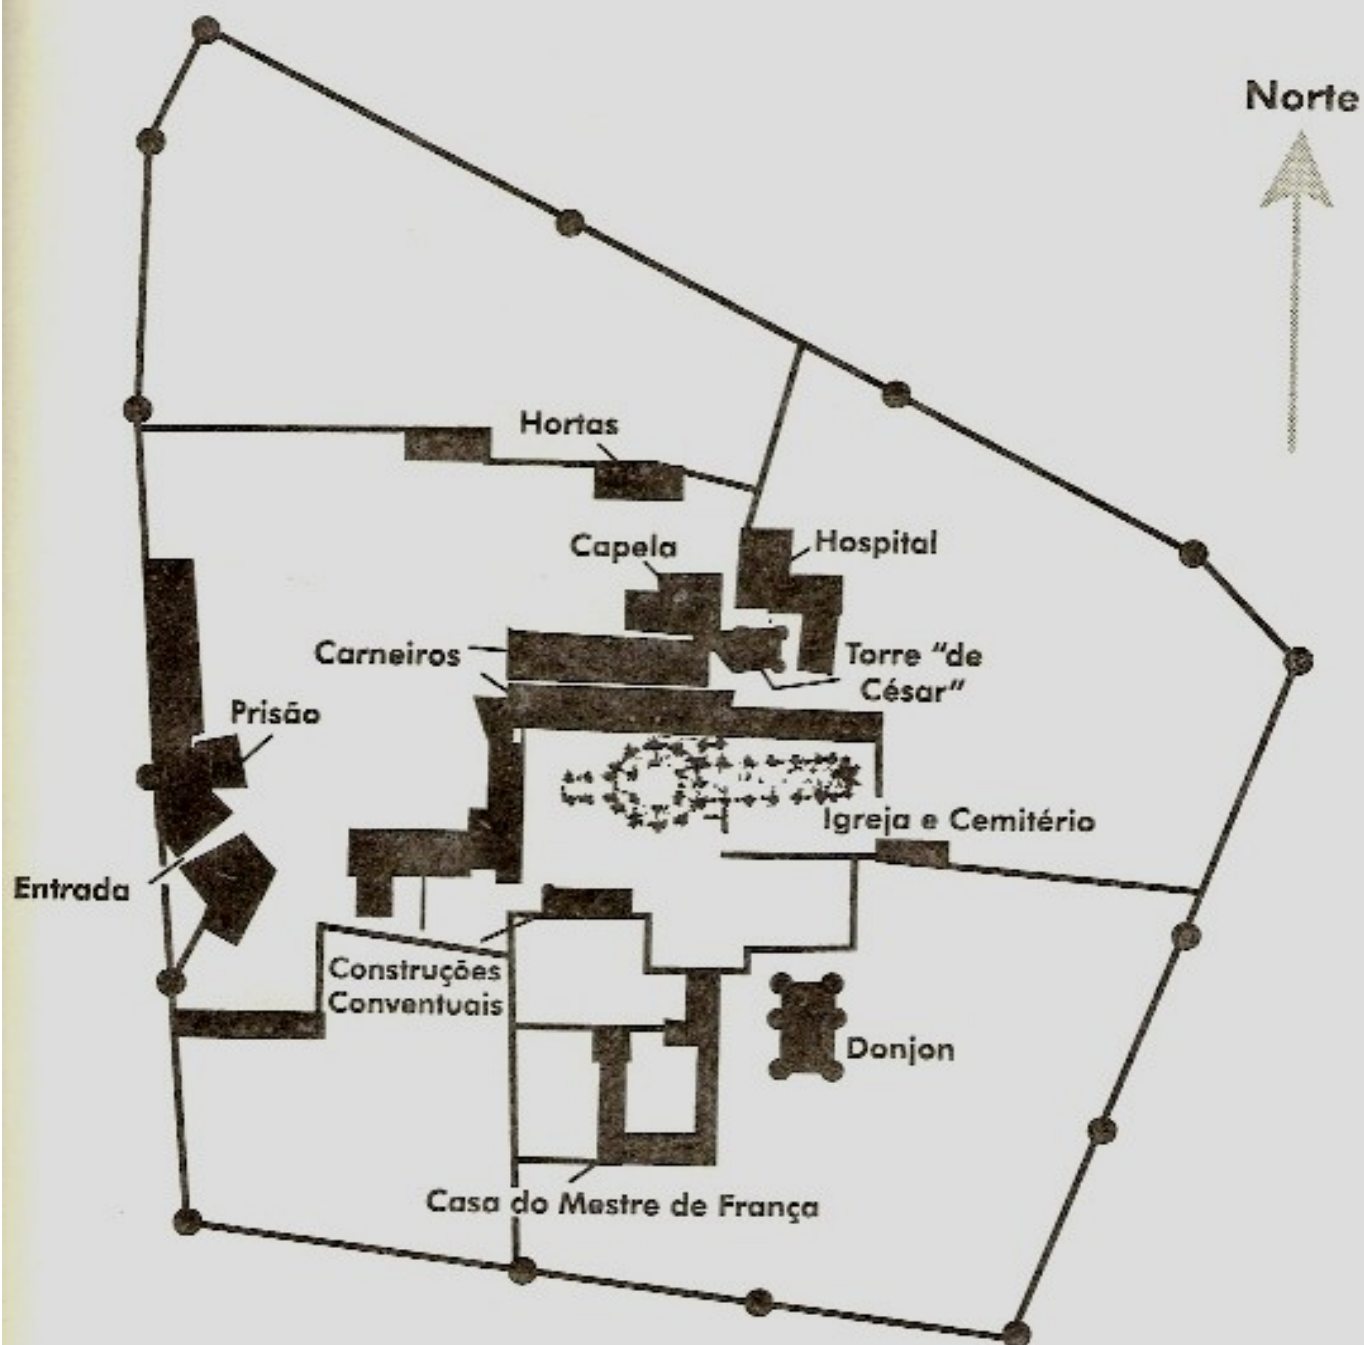 Norte
Hortas
Capela
Hospital
Carneiros
Torre “de
César”
Prisão
Igreja e Cemitério
Entrada
Construções
Conventuais
Donjon
Casa do Mestre de França